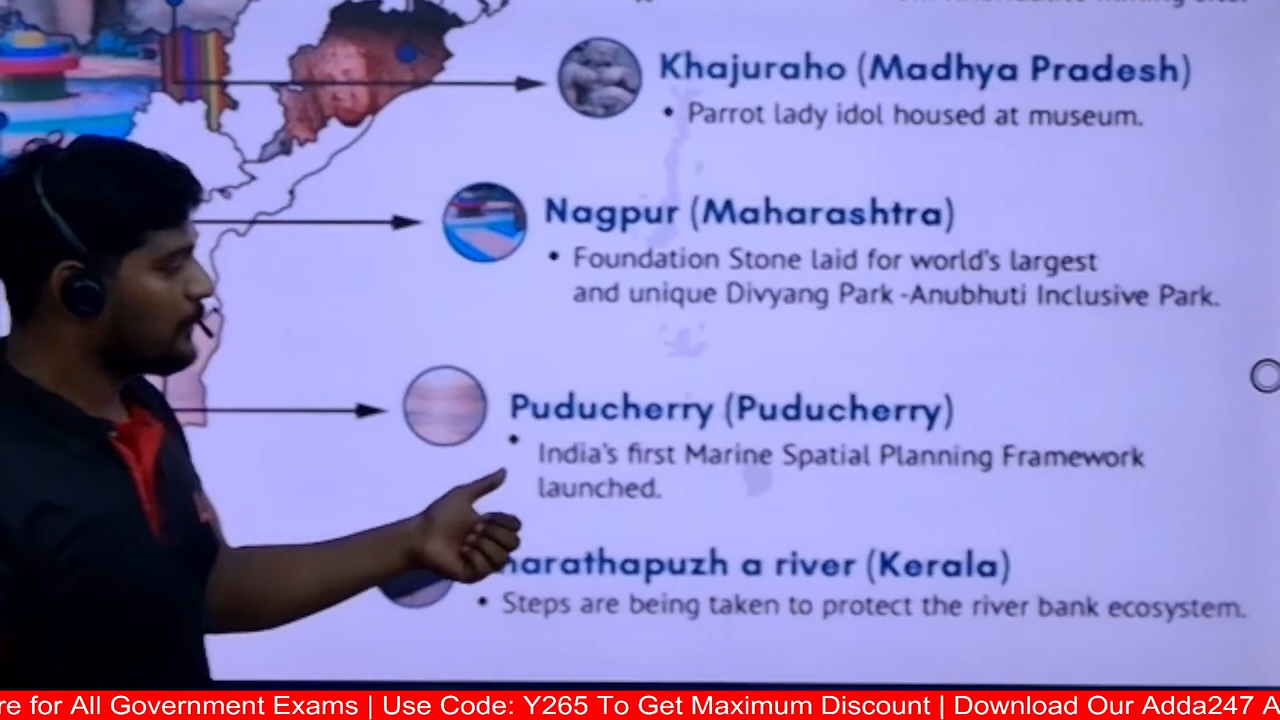 Khajuraho (Madhya Pradesh)
• Parrot lady idol housed at museum.
Nagpur (Maharashtra)
• Foundation Stone laid for world's largest
and unique Divyang Park -Anubhuti Inclusive Park.
Puducherry (Puducherry)
• India's first Marine Spatial Planning Framework
launched.
harathapuzh a river (Kerala)
• Steps are being taken to protect the river bank ecosystem.
re for All Government Exams | Use Code: Y265 To Get Maximum Discount | Download Our Adda247 A